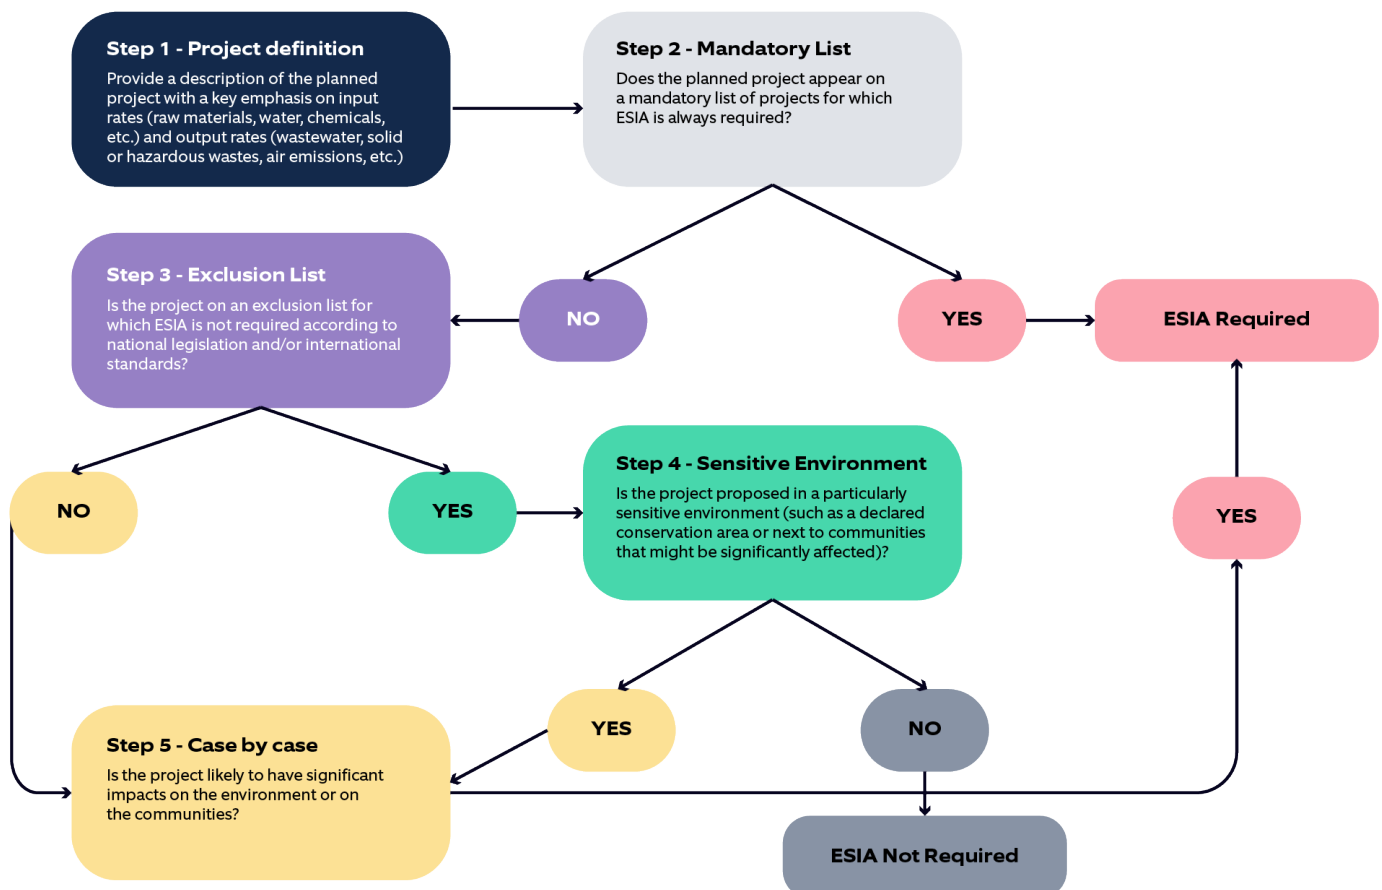 Step 1 - Project definition
Provide a description of the planned
project with a key emphasis on input
rates (raw materials, water, chemicals,
etc.) and output rates (wastewater, solid
or hazardous wastes, air emissions, etc.)
Step 2 - Mandatory List
Does the planned project appear on
a mandatory list of projects for which
ESIA is always required?
Step 3 - Exclusion List
Is the project on an exclusion list for
which ESIA is not required according to
national legislation and/or international
standards?
NO
YES
ESIA Required
NO
YES
Step 4 - Sensitive Environment
Is the project proposed in a particularly
sensitive environment (such as a declared
conservation area or next to communities
that might be significantly affected)?
YES
Step 5 - Case by case
Is the project likely to have significant
impacts on the environment or on
the communities?
YES
NO
ESIA Not Required